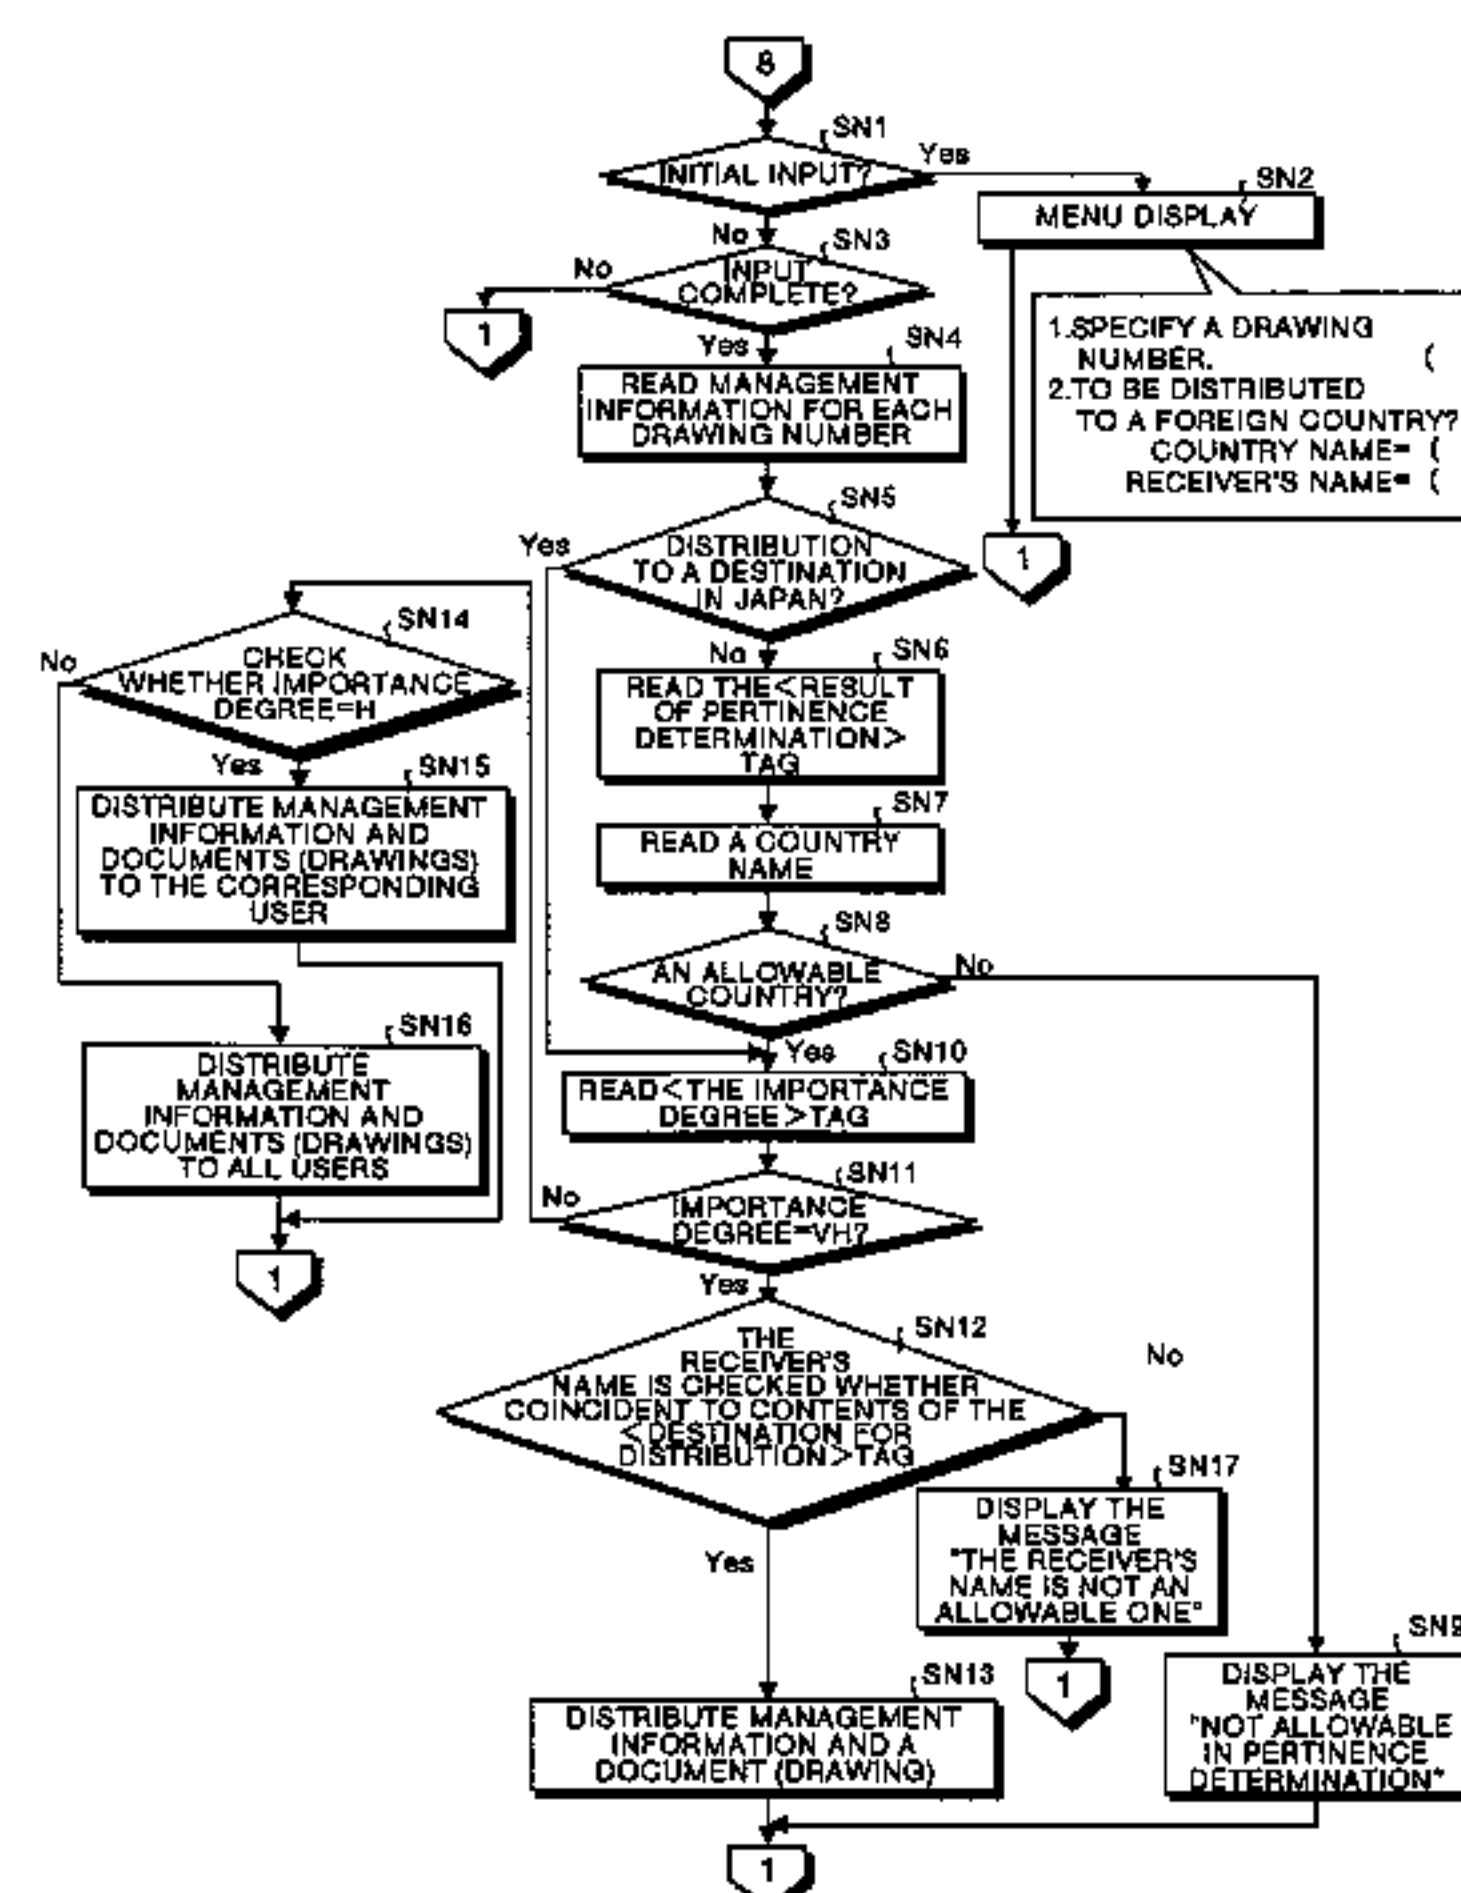 8
SN1
INITIAL INPUT?
Yes
SN2
MENU DISPLAY
No
SN3
INPUT
COMPLETE?
No
1
1.SPECIFY A DRAWING
NUMBER. (
2.TO BE DISTRIBUTED
TO A FOREIGN COUNTRY?
COUNTRY NAME= (
RECEIVER'S NAME= (
1
Yes
SN4
READ MANAGEMENT
INFORMATION FOR EACH
DRAWING NUMBER
SN5
DISTRIBUTION
TO A DESTINATION
IN JAPAN?
Yes
No
SN6
READ THE<RESULT
OF PERTINENCE
DETERMINATION>
TAG
SN7
READ A COUNTRY
NAME
SN8
AN ALLOWABLE
COUNTRY?
No
Yes
SN10
READ<THE IMPORTANCE
DEGREE>TAG
SN11
IMPORTANCE
DEGREE=VH?
No
Yes
SN14
CHECK
WHETHER IMPORTANCE
DEGREE=H
No
Yes
SN15
DISTRIBUTE MANAGEMENT
INFORMATION AND
DOCUMENTS (DRAWINGS)
TO THE CORRESPONDING
USER
SN16
DISTRIBUTE
MANAGEMENT
INFORMATION AND
DOCUMENTS (DRAWINGS)
TO ALL USERS
1
SN12
THE
RECEIVER'S
NAME IS CHECKED WHETHER
COINCIDENT TO CONTENTS OF THE
<DESTINATION FOR
DISTRIBUTION>TAG
No
Yes
SN17
DISPLAY THE
MESSAGE
"THE RECEIVER'S
NAME IS NOT AN
ALLOWABLE ONE"
1
SN9
DISPLAY THE
MESSAGE
"NOT ALLOWABLE
IN PERTINENCE
DETERMINATION"
SN13
DISTRIBUTE MANAGEMENT
INFORMATION AND A
DOCUMENT (DRAWING)
1